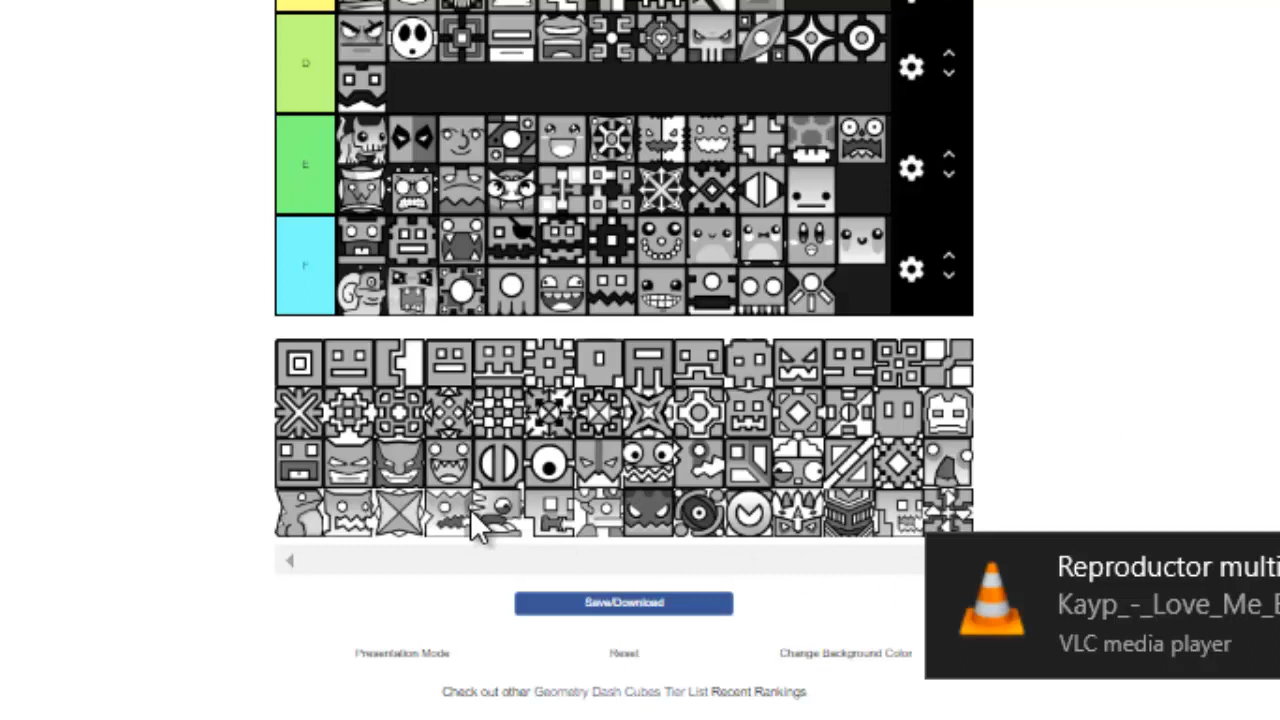 D
E
F
Save/Download
Presentation Mode
Reset
Change Background Color
Check out other Geometry Dash Cubes Tier List Recent Rankings
Reproductor multi
Kayp_-_Love_Me_
VLC media player